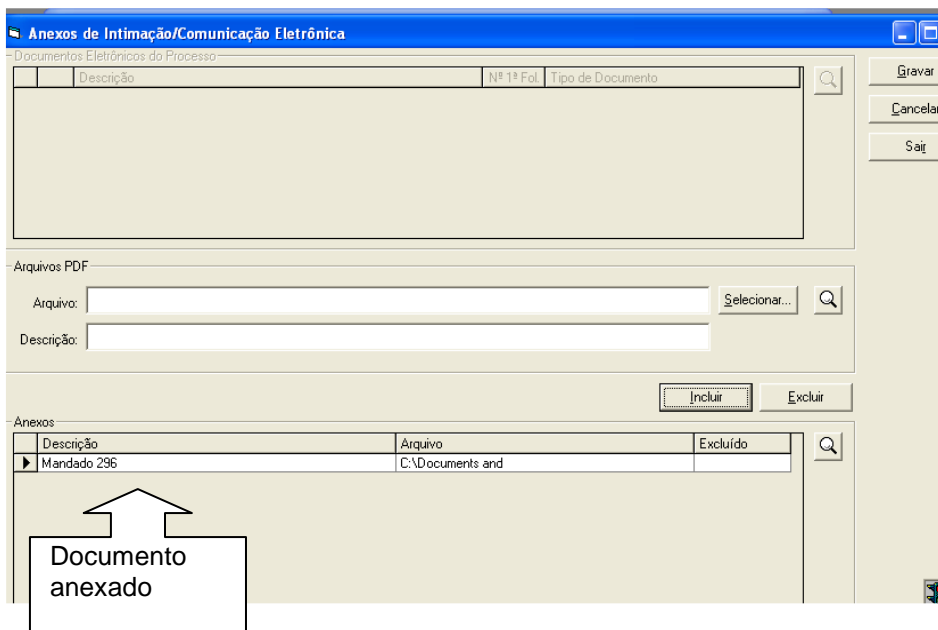 Anexos de Intimação/Comunicação Eletrônica
Documentos Eletrônicos do Processo
Descrição Nª 1ª Fol. Tipo de Documento
Gravar
Cancelar
Sair
Arquivos PDF
Arquivo: Selecionar...
Descrição:
Incluir Excluir
Anexos
Descrição Arquivo Excluído
Mandado 296 C:\Documents and
Documento
anexado